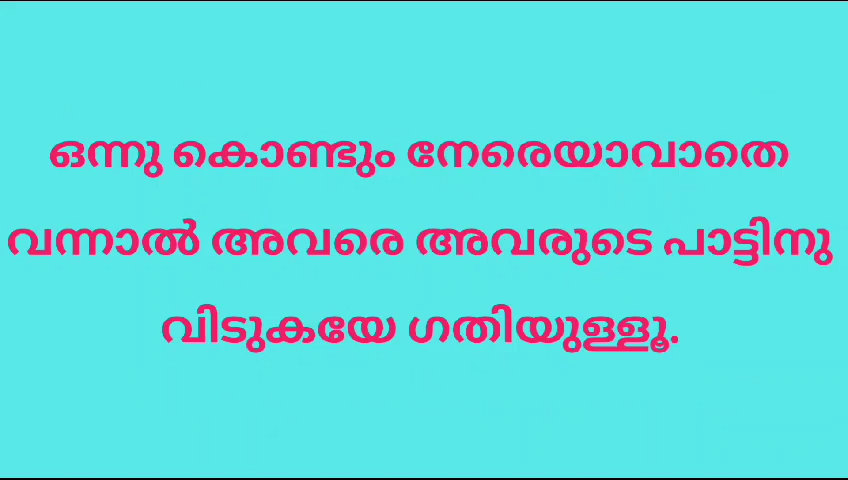 ഒന്നു കൊണ്ടും നേരെയാവാതെ
വന്നാൽ അവരെ അവരുടെ പാട്ടിനു
വിടുകയേ ഗതിയുള്ളൂ.